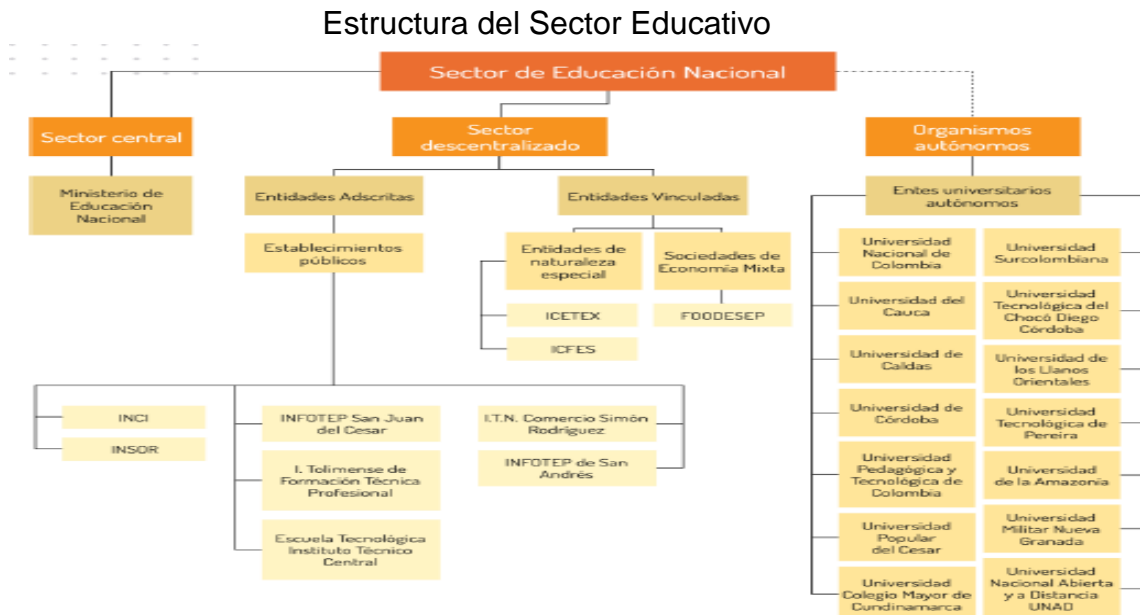 Estructura del Sector Educativo
Sector de Educación Nacional
Sector central
Sector
descentralizado
Organismos
autónomos
Ministerio de
Educación
Nacional
Entidades Adscritas
Entidades Vinculadas
Entes universitarios
autónomos
Establecimientos
públicos
Entidades de
naturaleza
especial
Sociedades de
Economía Mixta
ICETEX
FODESEP
ICFES
INCI
INSOR
INFOTEP San Juan
del Cesar
I. Tolimense de
Formación Técnica
Profesional
Escuela Tecnológica
Instituto Técnico
Central
I.T.N. Comercio Simón
Rodríguez
INFOTEP de San
Andrés
Universidad
Nacional de
Colombia
Universidad del
Cauca
Universidad de
Caldas
Universidad de
Córdoba
Universidad
Pedagógica y
Tecnológica de
Colombia
Universidad
Popular
del Cesar
Universidad
Colegio Mayor de
Cundinamarca
Universidad
Surcolombiana
Universidad
Tecnológica del
Chocó Diego
Córdoba
Universidad de
los Llanos
Orientales
Universidad
Tecnológica de
Pereira
Universidad
de la Amazonía
Universidad
Militar Nueva
Granada
Universidad
Nacional Abierta
y a Distancia
UNAD